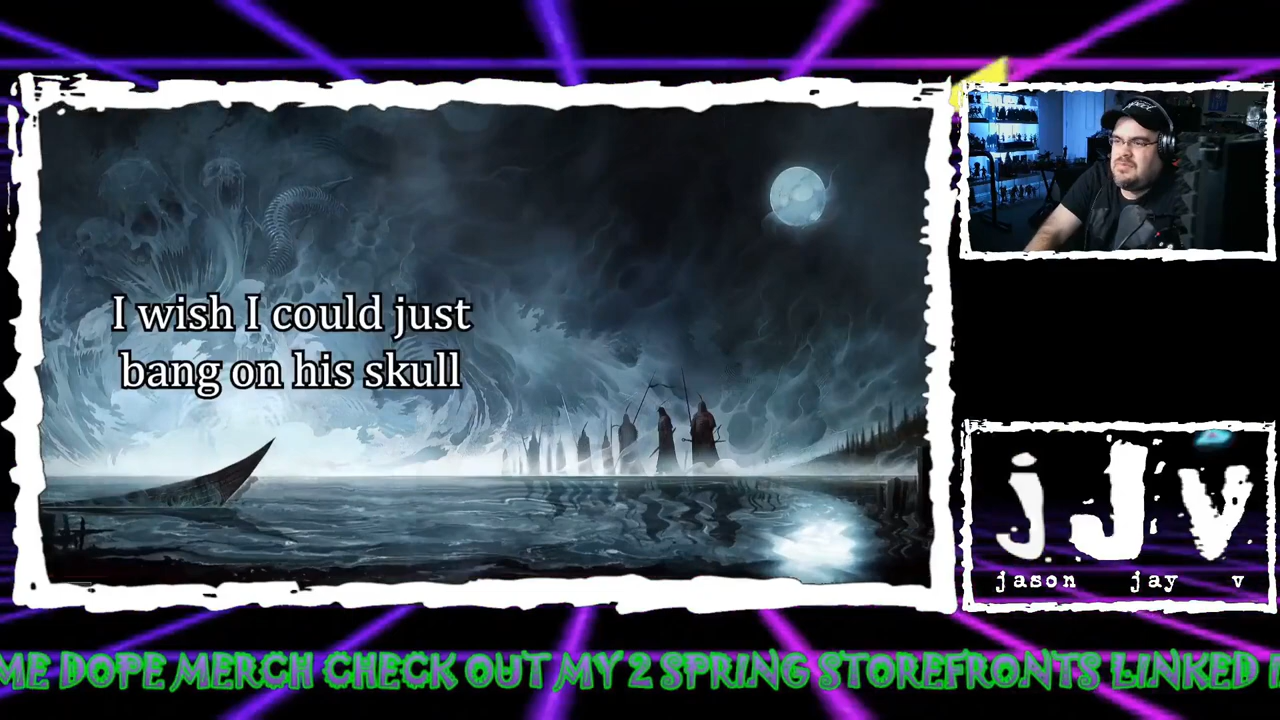 I wish I could just
bang on his skull
jJv
jason jay v
ME DOPE MERCH CHECK OUT MY 2 SPRING STOREFRONTS LINKED